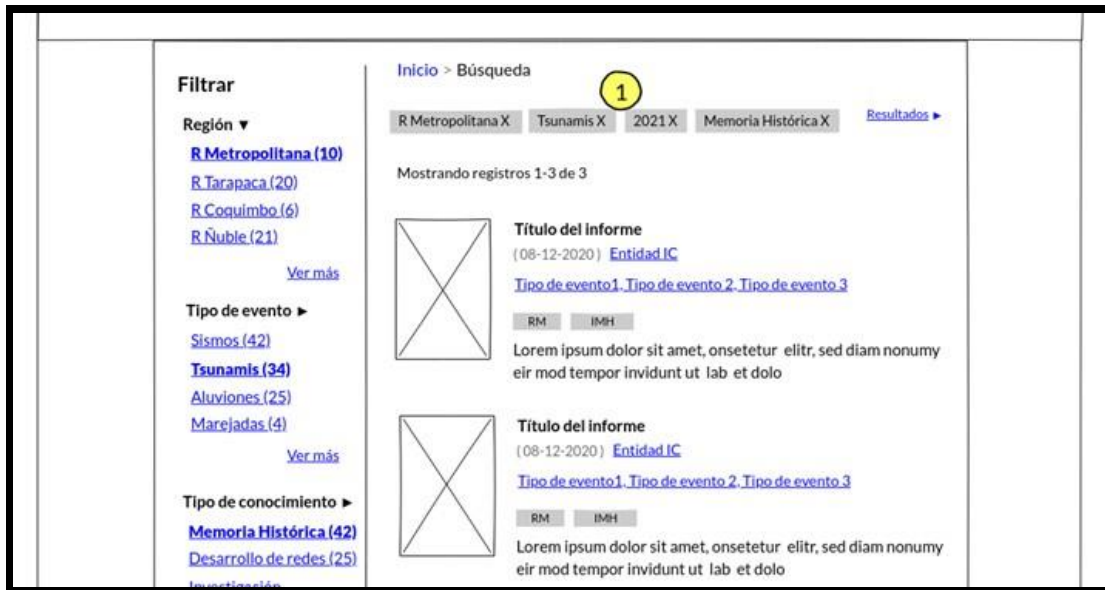 Filtrar
Región ▼
R Metropolitana (10)
R Tarapaca (20)
R Coquimbo (6)
R Ñuble (21)
Ver más
Tipo de evento ►
Sismos (42)
Tsunamis (34)
Aluviones (25)
Marejadas (4)
Ver más
Tipo de conocimiento ►
Memoria Histórica (42)
Desarrollo de redes (25)
Investigación
Inicio > Búsqueda
1
R Metropolitana X Tsunamis X 2021 X Memoria Histórica X Resultados ►
Mostrando registros 1-3 de 3
Título del informe
(08-12-2020) Entidad IC
Tipo de evento1, Tipo de evento 2, Tipo de evento 3
RM IMH
Lorem ipsum dolor sit amet, onsetetur elitr, sed diam nonumy
eir mod tempor invidunt ut lab et dolo
Título del informe
(08-12-2020) Entidad IC
Tipo de evento1, Tipo de evento 2, Tipo de evento 3
RM IMH
Lorem ipsum dolor sit amet, onsetetur elitr, sed diam nonumy
eir mod tempor invidunt ut lab et dolo